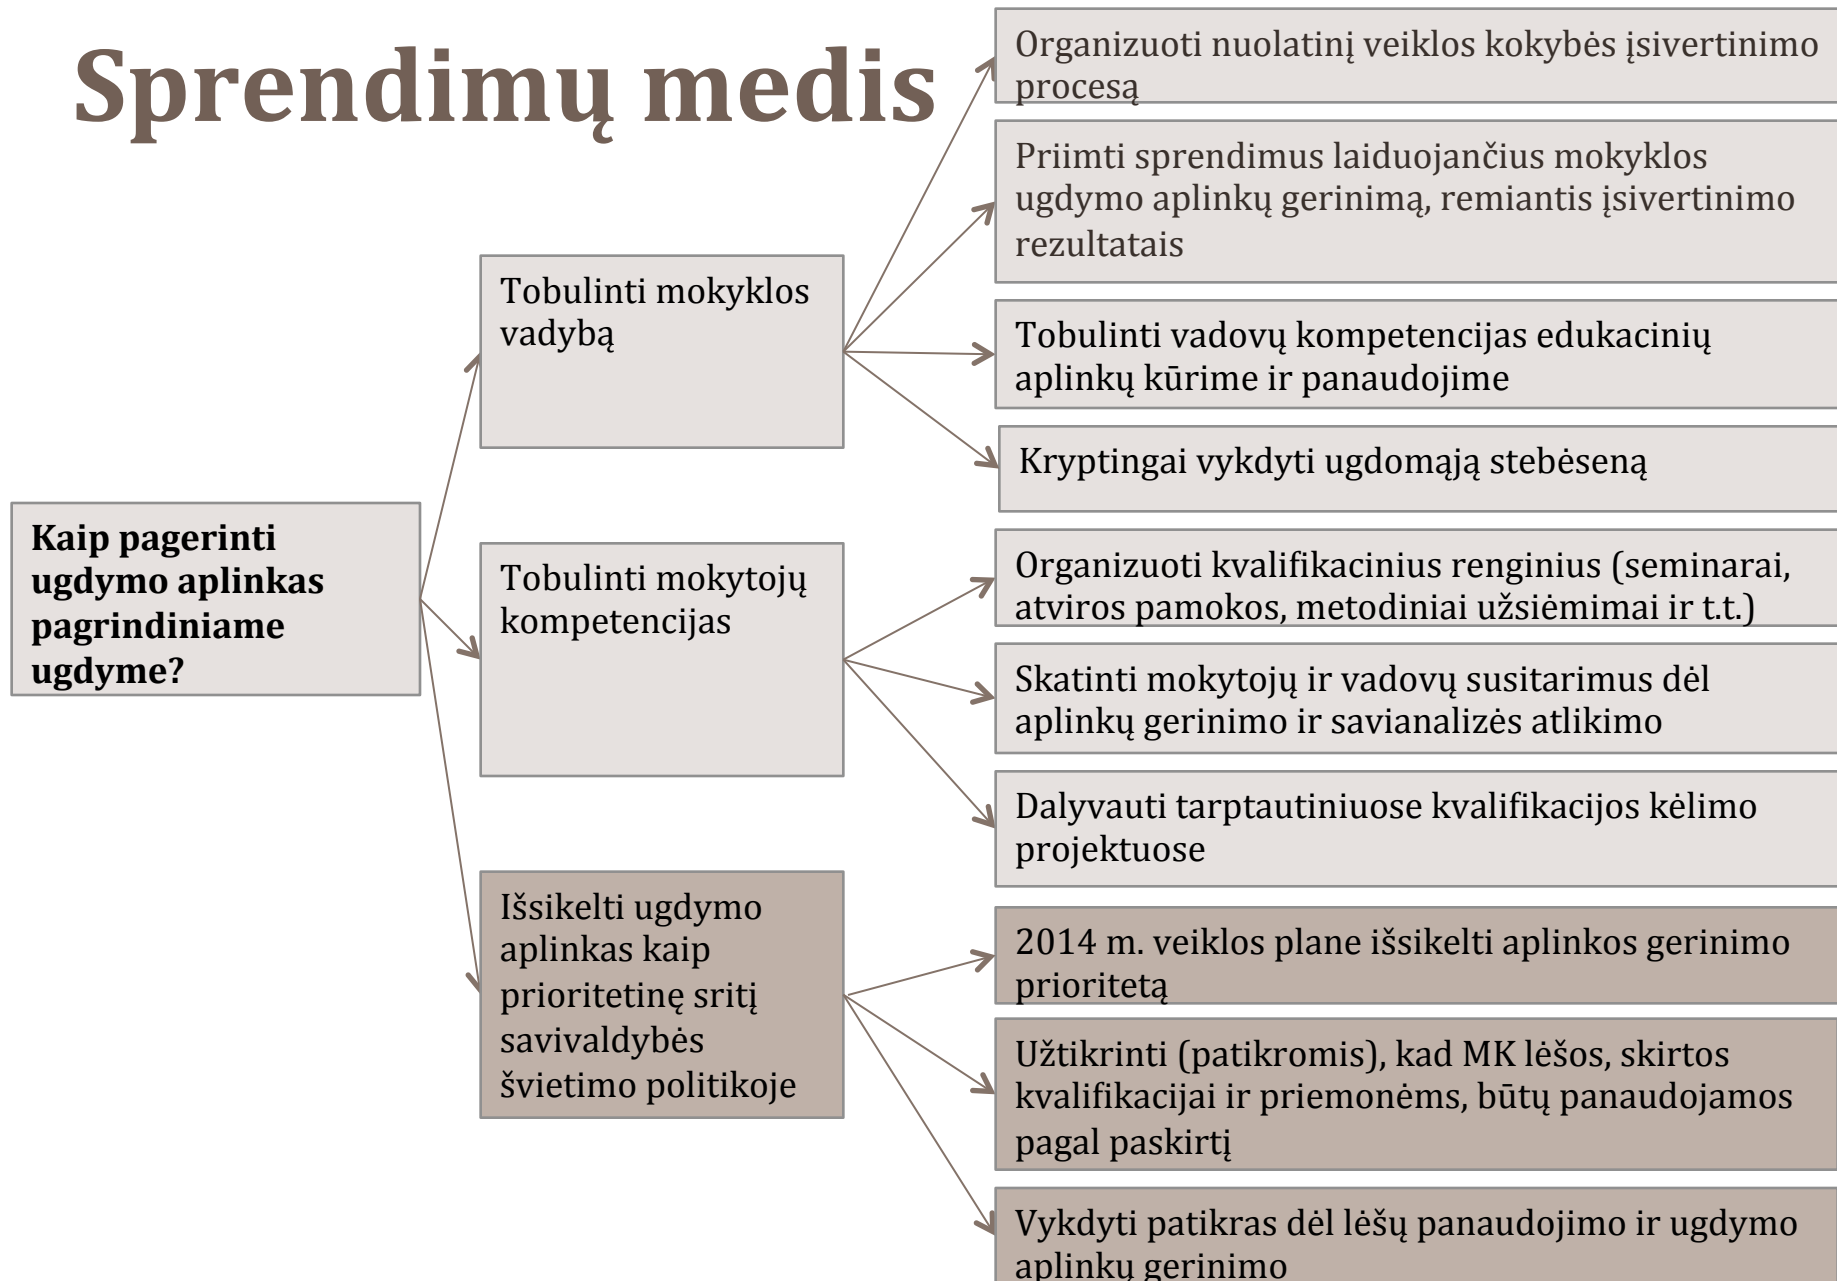 Sprendimų medis
Organizuoti nuolatinį veiklos kokybės įsivertinimo
procesą
Priimti sprendimus laiduojančius mokyklos
ugdymo aplinkų gerinimą, remiantis įsivertinimo
rezultatais
Tobulinti mokyklos
vadybą
Tobulinti vadovų kompetencijas edukacinių
aplinkų kūrime ir panaudojime
Kryptingai vykdyti ugdomąją stebėseną
Kaip pagerinti
ugdymo aplinkas
pagrindiniame
ugdyme?
Tobulinti mokytojų
kompetencijas
Organizuoti kvalifikacinius renginius (seminarai,
atviros pamokos, metodiniai užsiėmimai ir t.t.)
Skatinti mokytojų ir vadovų susitarimus dėl
aplinkų gerinimo ir savianalizės atlikimo
Dalyvauti tarptautiniuose kvalifikacijos kėlimo
projektuose
Išsikelti ugdymo
aplinkas kaip
prioritetinę sritį
savivaldybės
švietimo politikoje
2014 m. veiklos plane išsikelti aplinkos gerinimo
prioritetą
Užtikrinti (patikromis), kad MK lėšos, skirtos
kvalifikacijai ir priemonėms, būtų panaudojamos
pagal paskirtį
Vykdyti patikras dėl lėšų panaudojimo ir ugdymo
aplinkų gerinimo